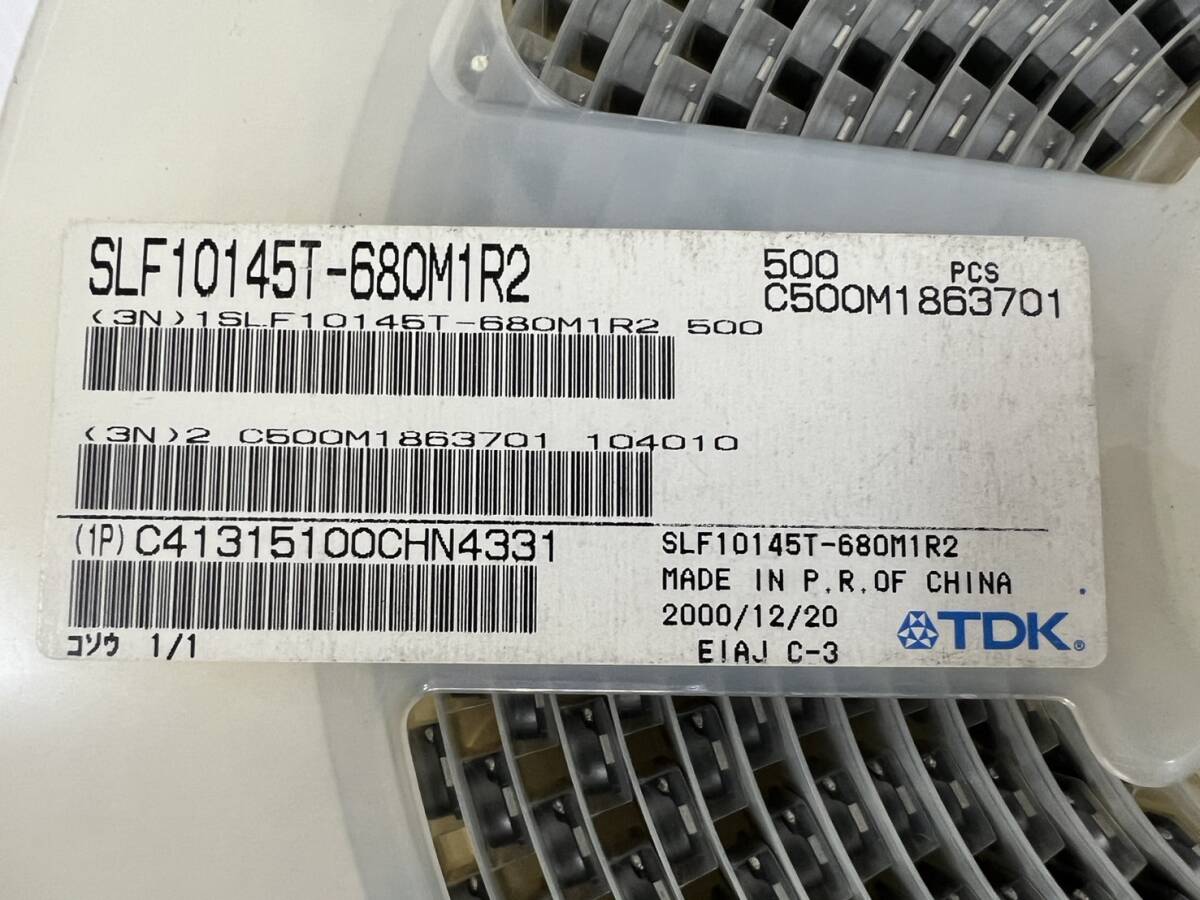 SLF10145T-680M1R2
500 PCS
C500M1863701
(3N)1SLF10145T-680M1R2 500
(3N)2 C500M1863701 104010
(1P)C41315100CHN4331
コソウ 1/1
SLF10145T-680M1R2
MADE IN P.R.OF CHINA
2000/12/20
EIAJ C-3
TDK®